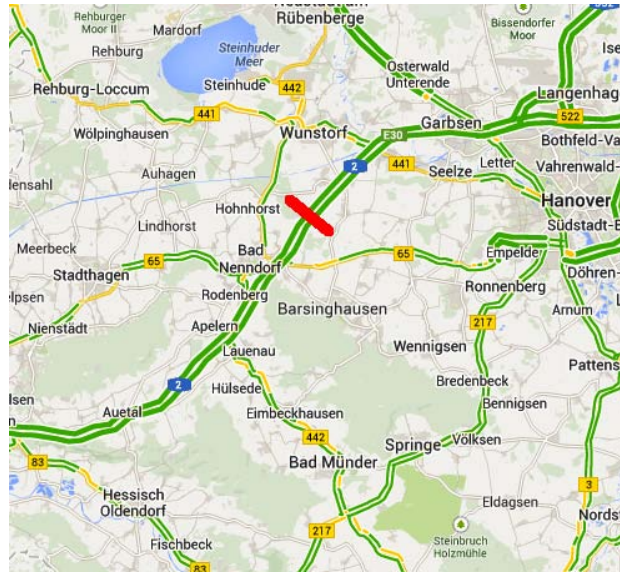 Rehburger
Moor II
Mardorf
Rübenberge
Bissendorfer
Moor
Rehburg
Steinhuder
Meer
Osterwald
Unterende
Rehburg-Loccum
Steinhude
442
Langenhage
441
Garbsen
522
Wölpinghausen
Wunstorf
E30
Bothfeld-Va
Auhagen
2
441
Letter
Vahrenwald-
Seelze
Hohnhorst
Hanover
Lindhorst
Südstadt-B
Meerbeck
Bad
Nenndorf
65
Empelde
65
Stadthagen
Döhren-
Ronnenberg
Rodenberg
Barsinghausen
Arnum
Nienstädt
Apelern
217
Wennigsen
Lauenau
Pattens
2
Hülsede
Bredenbeck
Auetal
Eimbeckhausen
Bennigsen
442
Springe
Völksen
83
Bad Münder
3
Hessisch
Oldendorf
Eldagsen
217
Steinbruch
Holzmühle
Fischbeck
83